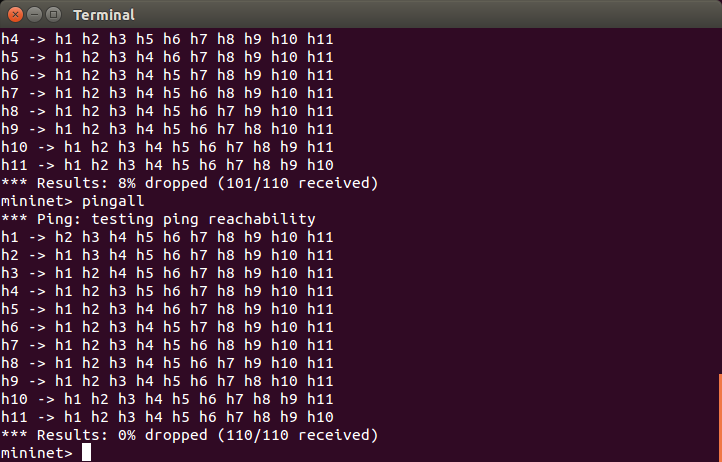 Terminal
h4 -> h1 h2 h3 h5 h6 h7 h8 h9 h10 h11
h5 -> h1 h2 h3 h4 h6 h7 h8 h9 h10 h11
h6 -> h1 h2 h3 h4 h5 h7 h8 h9 h10 h11
h7 -> h1 h2 h3 h4 h5 h6 h8 h9 h10 h11
h8 -> h1 h2 h3 h4 h5 h6 h7 h9 h10 h11
h9 -> h1 h2 h3 h4 h5 h6 h7 h8 h10 h11
h10 -> h1 h2 h3 h4 h5 h6 h7 h8 h9 h11
h11 -> h1 h2 h3 h4 h5 h6 h7 h8 h9 h10
*** Results: 8% dropped (101/110 received)
mininet> pingall
*** Ping: testing ping reachability
h1 -> h2 h3 h4 h5 h6 h7 h8 h9 h10 h11
h2 -> h1 h3 h4 h5 h6 h7 h8 h9 h10 h11
h3 -> h1 h2 h4 h5 h6 h7 h8 h9 h10 h11
h4 -> h1 h2 h3 h5 h6 h7 h8 h9 h10 h11
h5 -> h1 h2 h3 h4 h6 h7 h8 h9 h10 h11
h6 -> h1 h2 h3 h4 h5 h7 h8 h9 h10 h11
h7 -> h1 h2 h3 h4 h5 h6 h8 h9 h10 h11
h8 -> h1 h2 h3 h4 h5 h6 h7 h9 h10 h11
h9 -> h1 h2 h3 h4 h5 h6 h7 h8 h10 h11
h10 -> h1 h2 h3 h4 h5 h6 h7 h8 h9 h11
h11 -> h1 h2 h3 h4 h5 h6 h7 h8 h9 h10
*** Results: 0% dropped (110/110 received)
mininet>